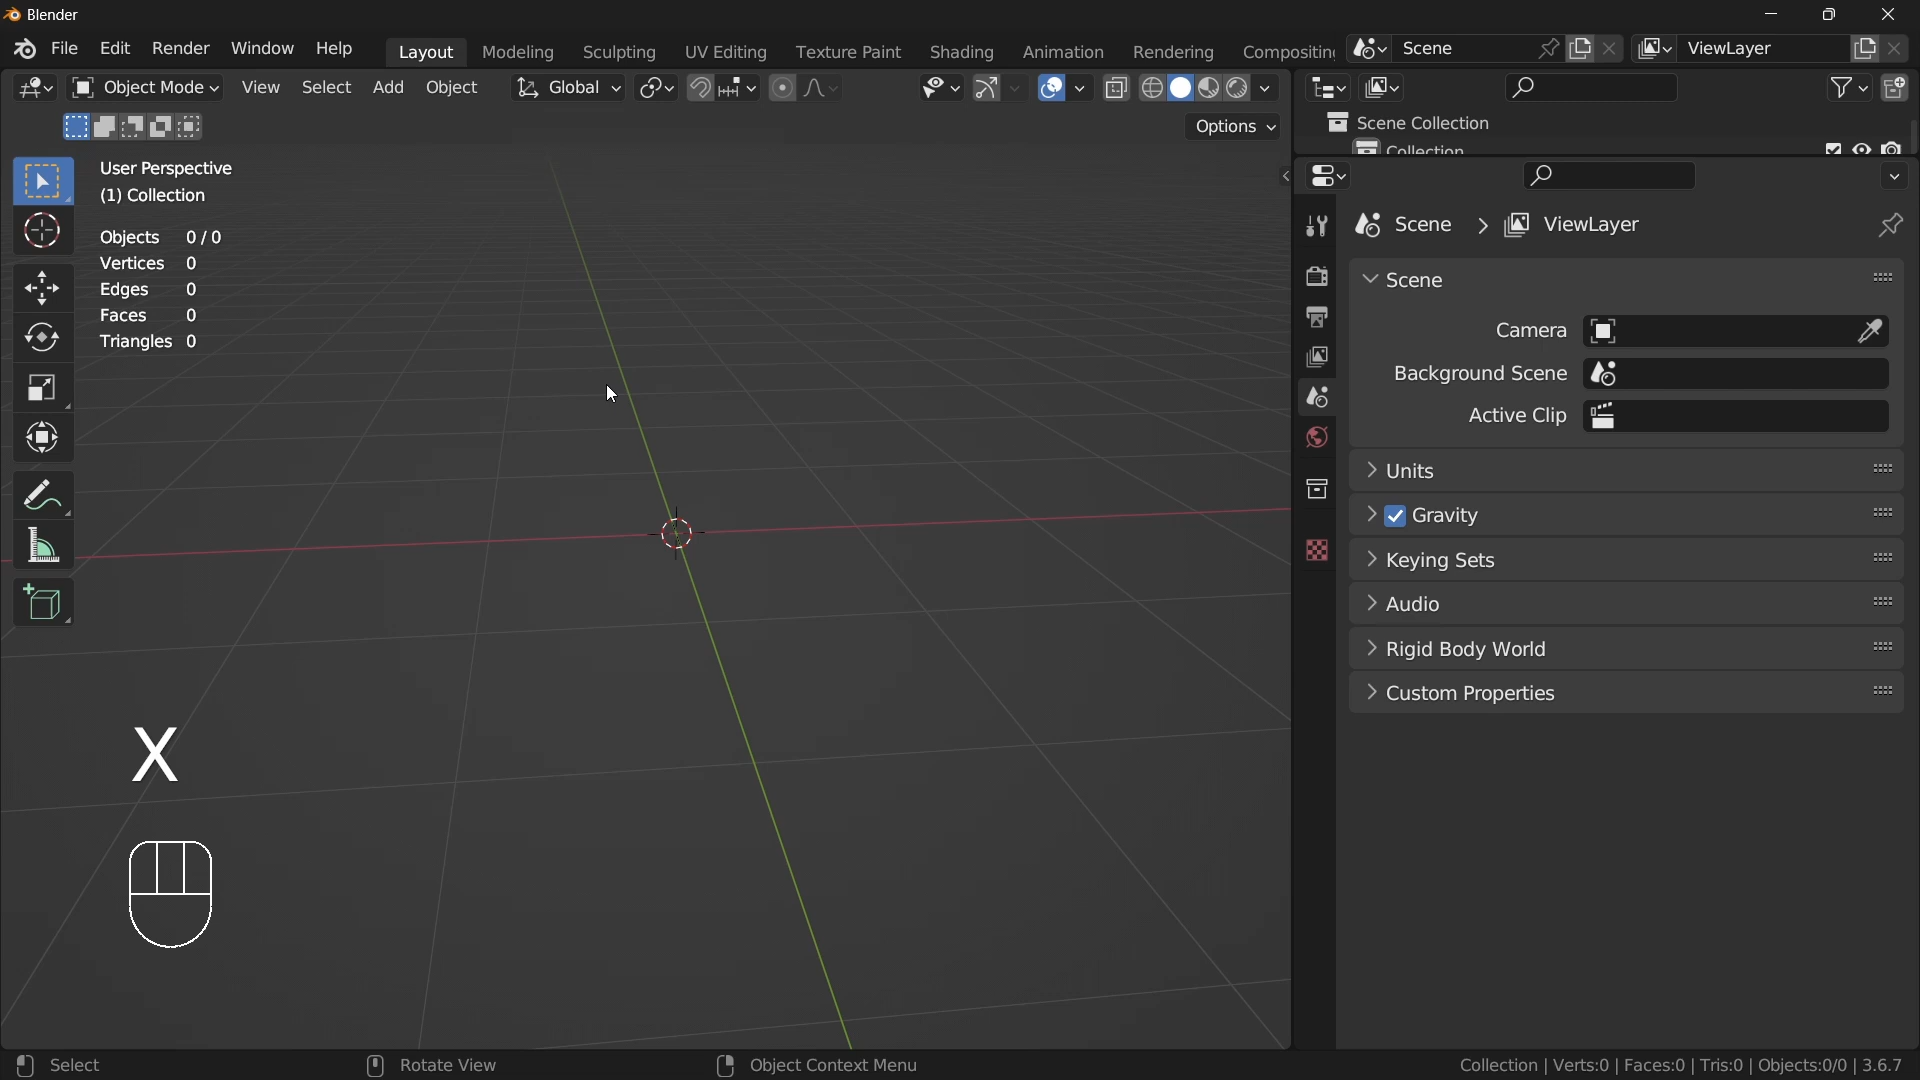 Blender
File Edit Render Window Help Layout Modeling Sculpting UV Editing Texture Paint Shading Animation Rendering Compositing Scene ViewLayer
Object Mode View Select Add Object Global
Options
User Perspective
(1) Collection
Objects 0 / 0
Vertices 0
Edges 0
Faces 0
Triangles 0
X
Scene Collection
Collection
Scene > ViewLayer
Scene
Camera
Background Scene
Active Clip
Units
Gravity
Keying Sets
Audio
Rigid Body World
Custom Properties
Select Rotate View Object Context Menu Collection | Verts:0 | Faces:0 | Tris:0 | Objects:0/0 | 3.6.7